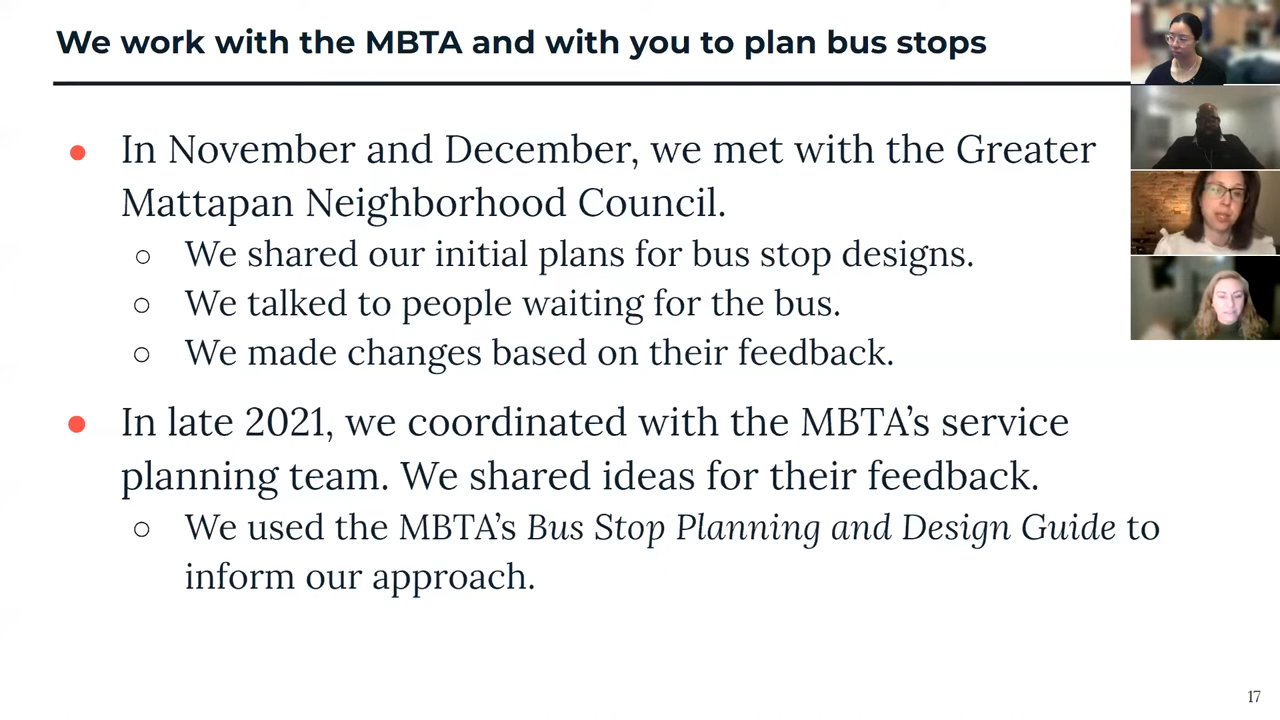 We work with the MBTA and with you to plan bus stops
● In November and December, we met with the Greater
Mattapan Neighborhood Council.
○ We shared our initial plans for bus stop designs.
○ We talked to people waiting for the bus.
○ We made changes based on their feedback.
● In late 2021, we coordinated with the MBTA’s service
planning team. We shared ideas for their feedback.
○ We used the MBTA’s Bus Stop Planning and Design Guide to
inform our approach.
17